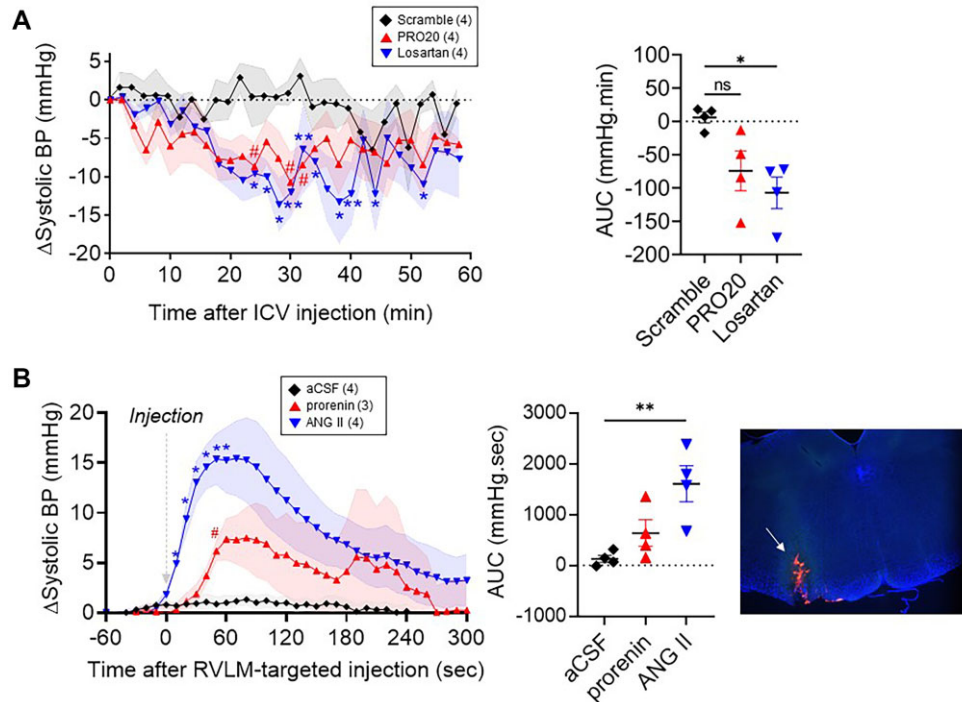 A
Scramble (4)
PRO20 (4)
Losartan (4)
ΔSystolic BP (mmHg)
5
0
-5
-10
-15
-20
#
#
#
**
*
*
*
**
*
*
**
*
*
0 10 20 30 40 50 60
Time after ICV injection (min)
AUC (mmHg.min)
100
50
0
-50
-100
-150
-200
*
ns
Scramble
PRO20
Losartan
B
aCSF (4)
prorenin (3)
ANG II (4)
Injection
ΔSystolic BP (mmHg)
20
15
10
5
0
*
*
*
*
*
**
#
-60 0 60 120 180 240 300
Time after RVLM-targeted injection (sec)
AUC (mmHg.sec)
3000
2000
1000
0
-1000
**
aCSF
prorenin
ANG II